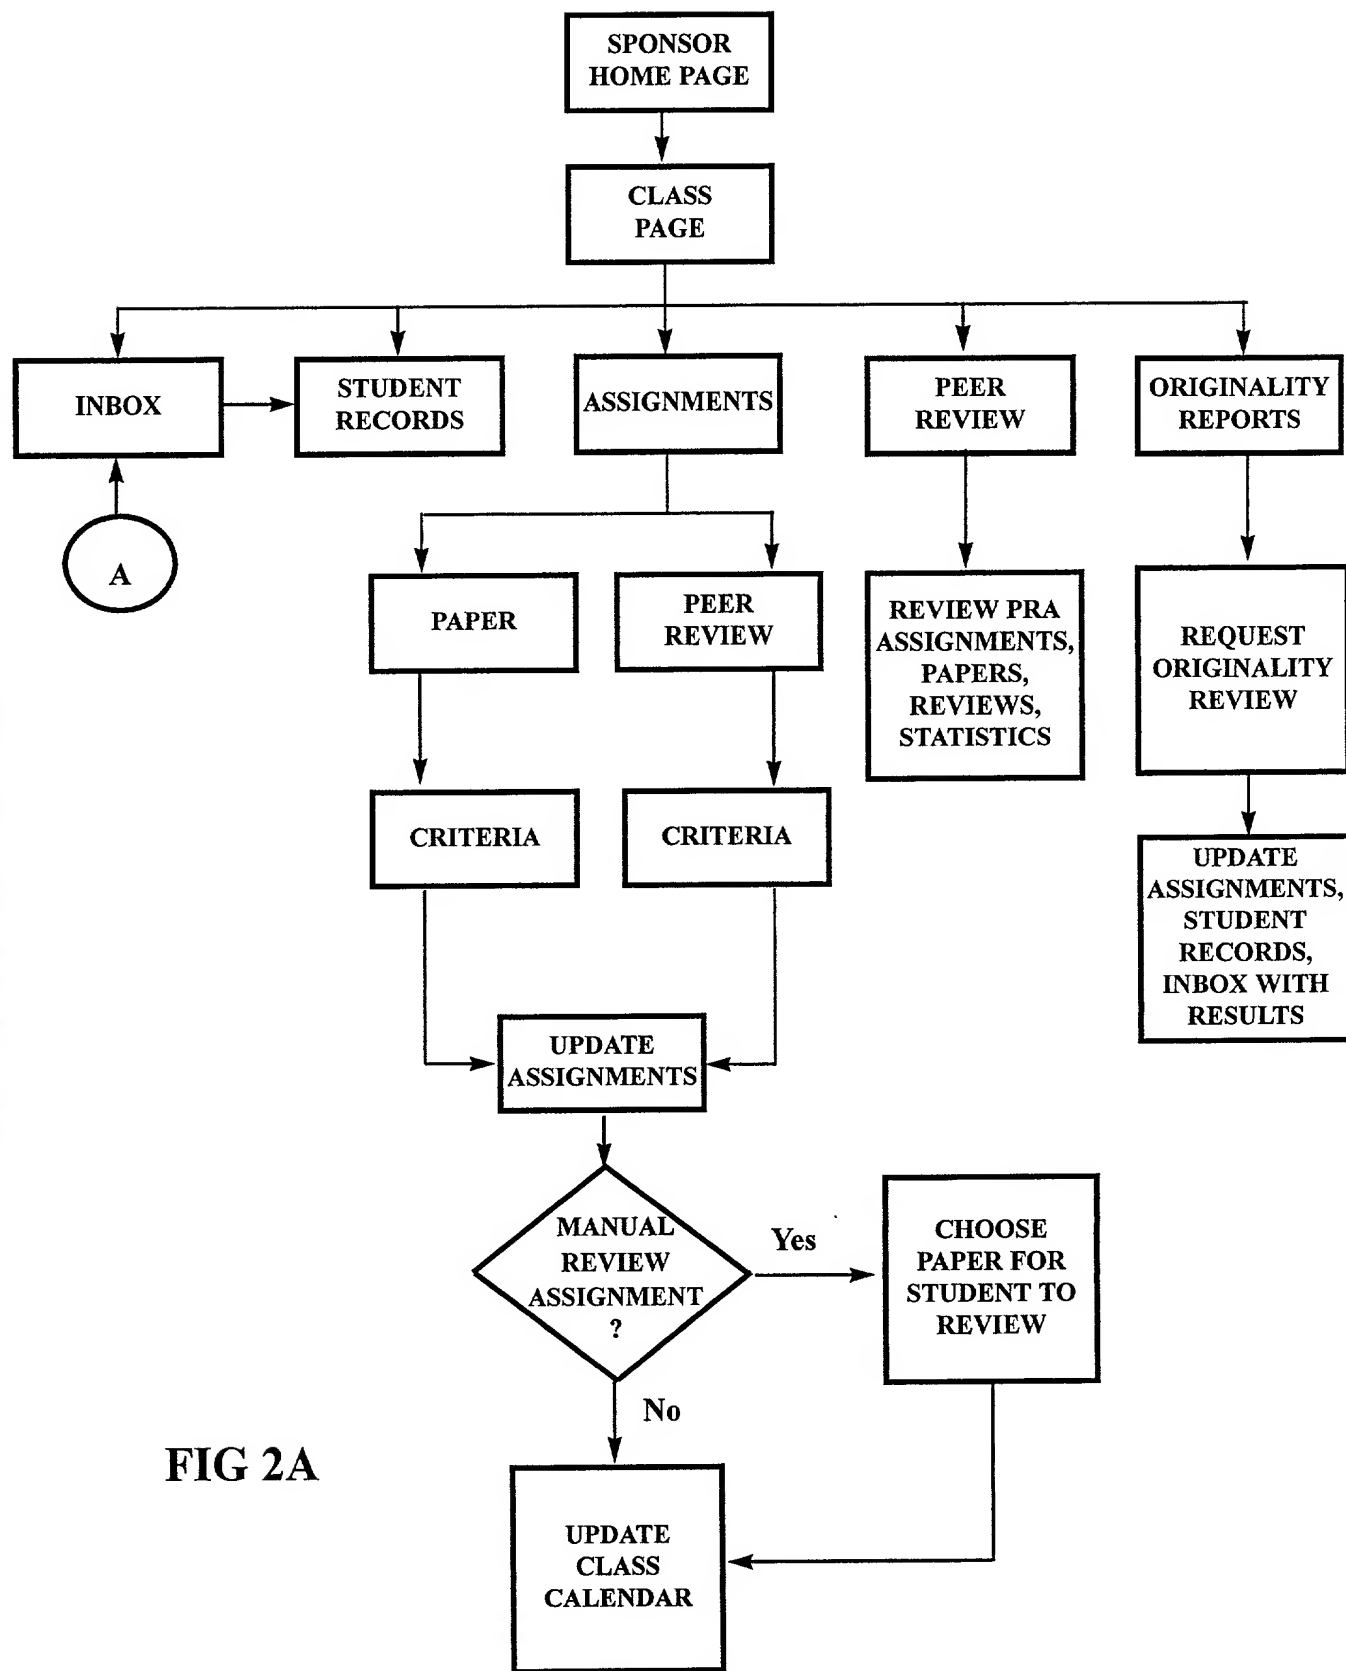 SPONSOR
HOME PAGE
CLASS
PAGE
INBOX
STUDENT
RECORDS
ASSIGNMENTS
PEER
REVIEW
ORIGINALITY
REPORTS
A
PAPER
PEER
REVIEW
REVIEW PRA
ASSIGNMENTS,
PAPERS,
REVIEWS,
STATISTICS
REQUEST
ORIGINALITY
REVIEW
CRITERIA
CRITERIA
UPDATE
ASSIGNMENTS,
STUDENT
RECORDS,
INBOX WITH
RESULTS
UPDATE
ASSIGNMENTS
MANUAL
REVIEW
ASSIGNMENT
?
Yes
CHOOSE
PAPER FOR
STUDENT TO
REVIEW
No
FIG 2A
UPDATE
CLASS
CALENDAR